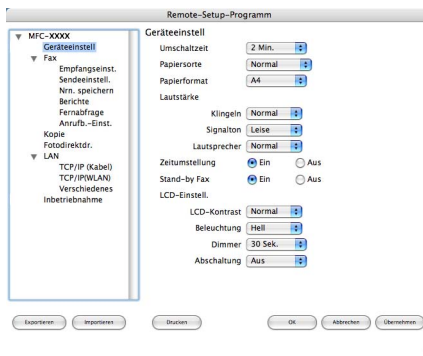 Remote-Setup-Programm
MFC-XXXX
Geräteeinstell
Fax
Empfangseinst.
Sendeeinstell.
Nrn. speichern
Berichte
Fernabfrage
Anrufb.-Einst.
Kopie
Fotodirektdr.
LAN
TCP/IP (Kabel)
TCP/IP(WLAN)
Verschiedenes
Inbetriebnahme
Geräteeinstell
Umschaltzeit 2 Min.
Papiersorte Normal
Papierformat A4
Lautstärke
Klingeln Normal
Signalton Leise
Lautsprecher Normal
Zeitumstellung Ein Aus
Stand-by Fax Ein Aus
LCD-Einstell.
LCD-Kontrast Normal
Beleuchtung Hell
Dimmer 30 Sek.
Abschaltung Aus
Exportieren Importieren Drucken OK Abbrechen Übernehmen